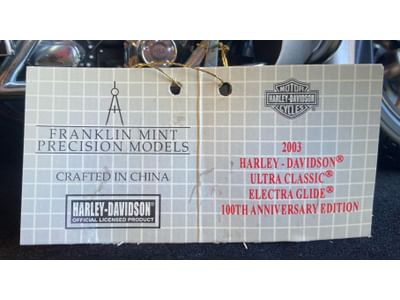 FRANKLIN MINT
PRECISION MODELS
CRAFTED IN CHINA
HARLEY-DAVIDSON®
OFFICIAL LICENSED PRODUCT
MOTOR
HARLEY-DAVIDSON
CYCLES
2003
HARLEY - DAVIDSON®
ULTRA CLASSIC®
ELECTRA GLIDE®
100TH ANNIVERSARY EDITION